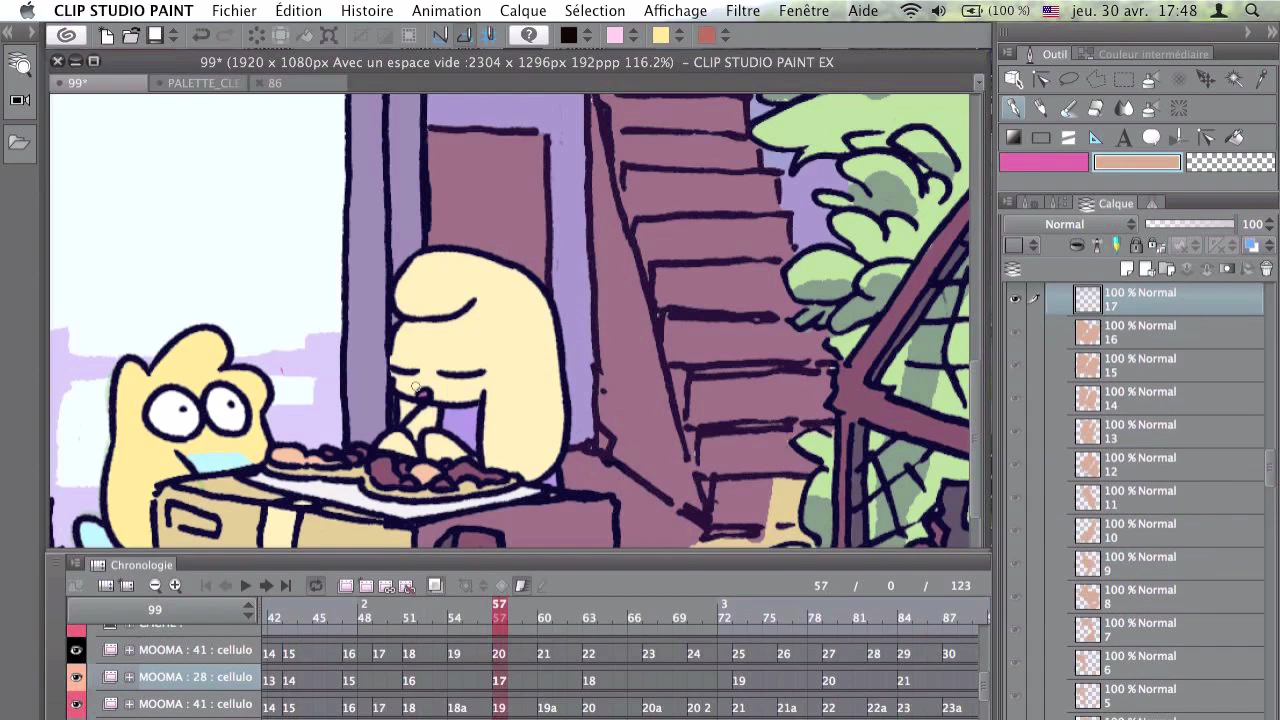 CLIP STUDIO PAINT Fichier Édition Histoire Animation Calque Sélection Affichage Filtre Fenêtre Aide (100 %) jeu. 30 avr. 17:48
99* (1920 x 1080px Avec un espace vide :2304 x 1296px 192ppp 116.2%) - CLIP STUDIO PAINT EX
99* PALETTE_CLE 86
Outil Couleur intermédiaire
Calque
Normal 100
100 % Normal
17
100 % Normal
16
100 % Normal
15
100 % Normal
14
100 % Normal
13
100 % Normal
12
100 % Normal
11
100 % Normal
10
100 % Normal
9
100 % Normal
8
100 % Normal
7
100 % Normal
6
100 % Normal
5
100 % Normal
Chronologie
57 / 0 / 123
99
2 57 3
42 45 48 51 54 57 60 63 66 69 72 75 78 81 84 87
MOOMA : 41 : cellulo 14 15 16 17 18 19 20 21 22 23 24 25 26 27 28 29 30
MOOMA : 28 : cellulo 13 14 15 16 17 18 19 20 21
MOOMA : 41 : cellulo 14 15 16 17 18 18a 19 19a 20 20a 20 2 21 21a 22 22a 23 23a